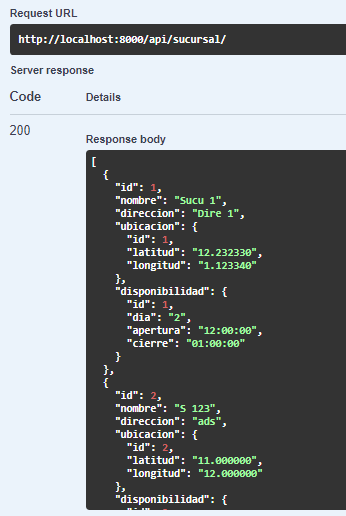 Request URL
http://localhost:8000/api/sucursal/
Server response
Code Details
200
Response body
[
  {
    "id": 1,
    "nombre": "Sucu 1",
    "direccion": "Dire 1",
    "ubicacion": {
      "id": 1,
      "latitud": "12.232330",
      "longitud": "1.123340"
    },
    "disponibilidad": {
      "id": 1,
      "dia": "2",
      "apertura": "12:00:00",
      "cierre": "01:00:00"
    }
  },
  {
    "id": 2,
    "nombre": "S 123",
    "direccion": "ads",
    "ubicacion": {
      "id": 2,
      "latitud": "11.000000",
      "longitud": "12.000000"
    },
    "disponibilidad": {